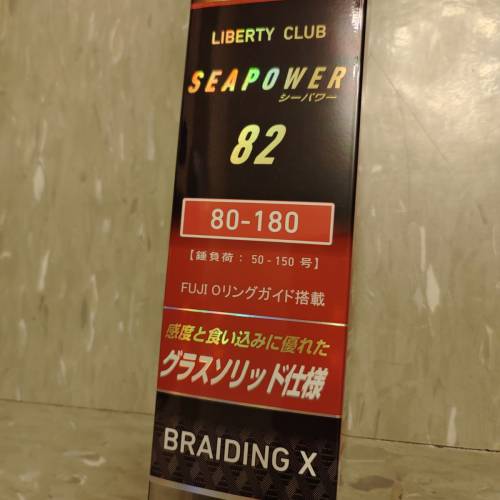 LIBERTY CLUB
SEAPOWER
シーパワー
82
80-180
【錘負荷：50-150号】
FUJI Oリングガイド搭載
感度と食い込みに優れた
グラスソリッド仕様
BRAIDING X